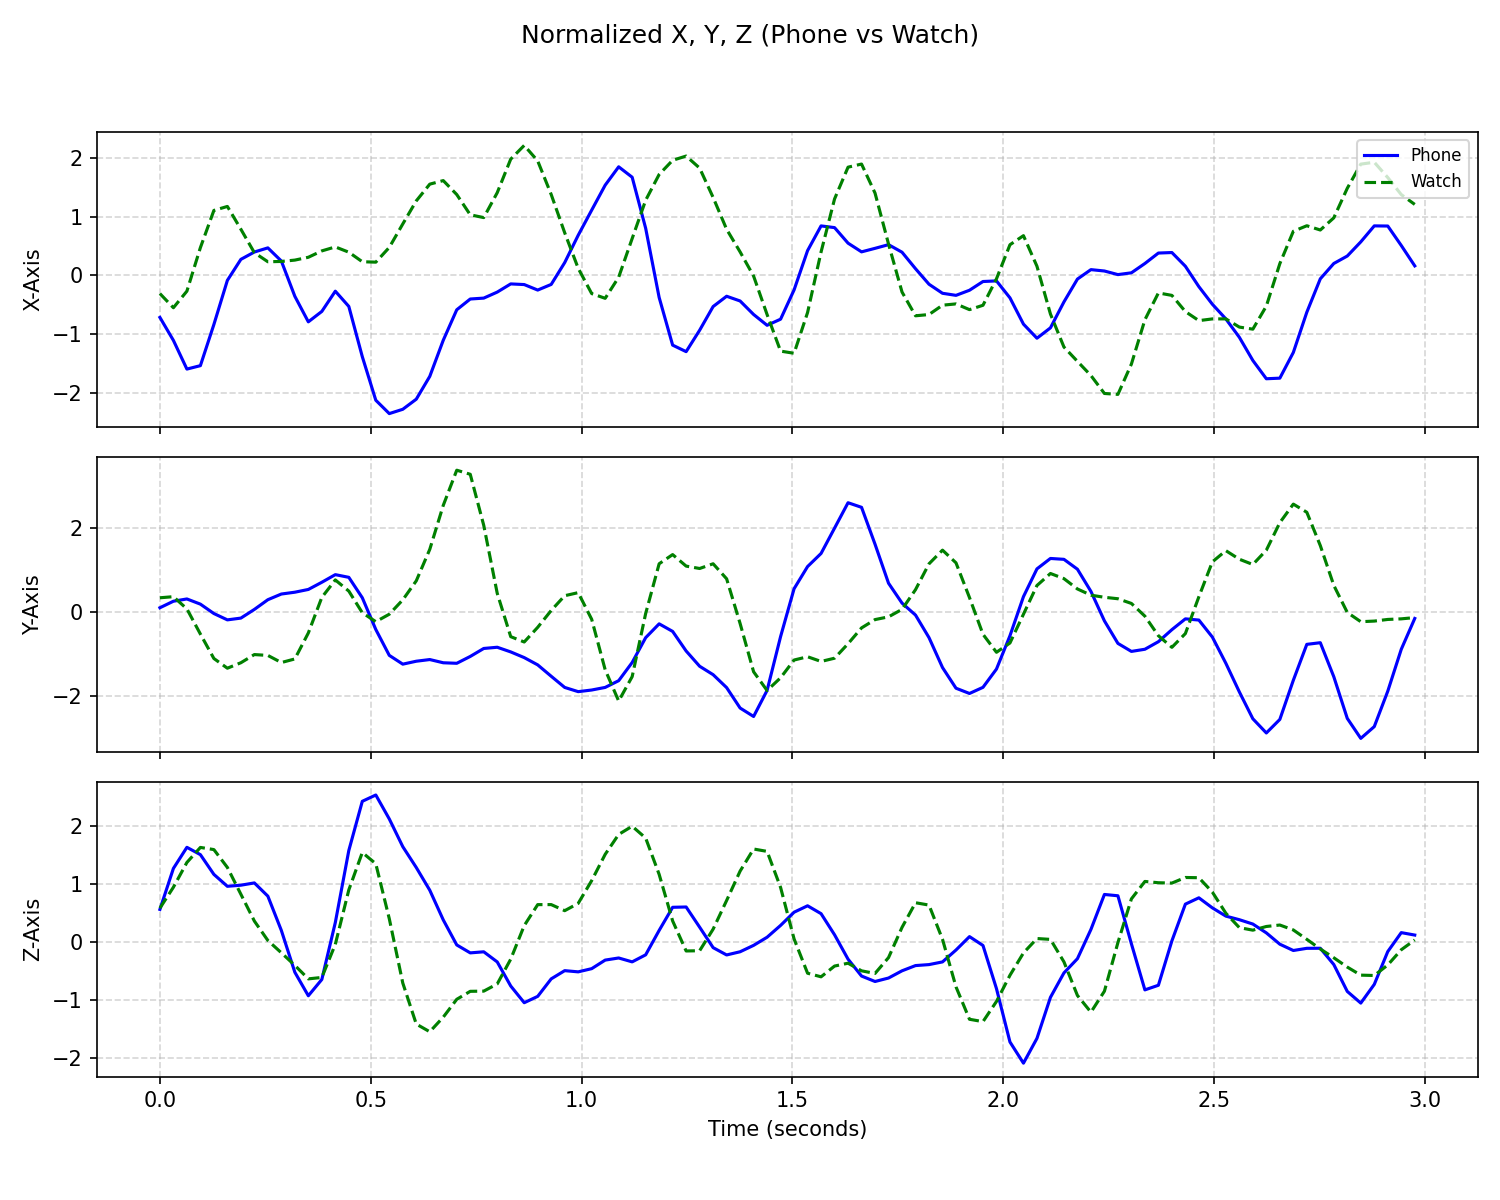 Normalized X, Y, Z (Phone vs Watch)
Phone
Watch
X-Axis
2
1
0
−1
−2
Y-Axis
2
0
−2
Z-Axis
2
1
0
−1
−2
0.0 0.5 1.0 1.5 2.0 2.5 3.0
Time (seconds)